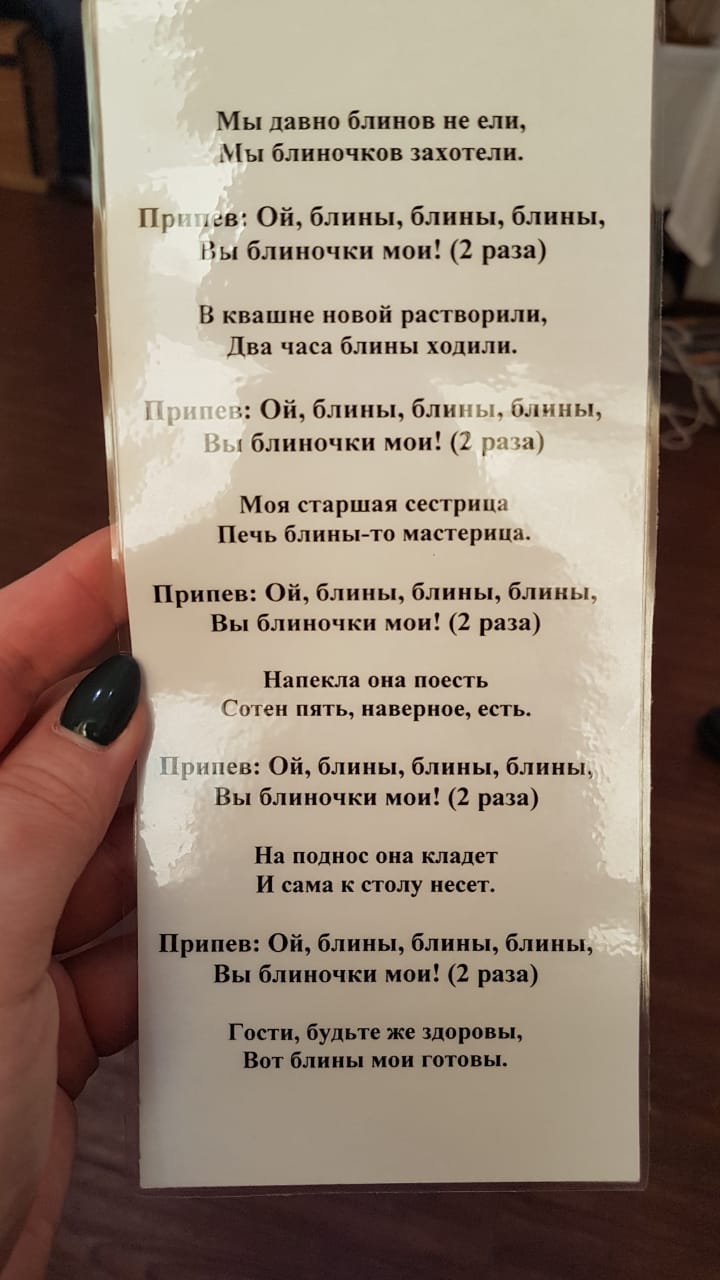 Мы давно блинов не ели,
Мы блиночков захотели.
Припев: Ой, блины, блины, блины,
Вы блиночки мои! (2 раза)
В квашне новой растворили,
Два часа блины ходили.
Припев: Ой, блины, блины, блины,
Вы блиночки мои! (2 раза)
Моя старшая сестрица
Печь блины-то мастерица.
Припев: Ой, блины, блины, блины,
Вы блиночки мои! (2 раза)
Напекла она поесть
Сотен пять, наверное, есть.
Припев: Ой, блины, блины, блины,
Вы блиночки мои! (2 раза)
На поднос она кладет
И сама к столу несет.
Припев: Ой, блины, блины, блины,
Вы блиночки мои! (2 раза)
Гости, будьте же здоровы,
Вот блины мои готовы.